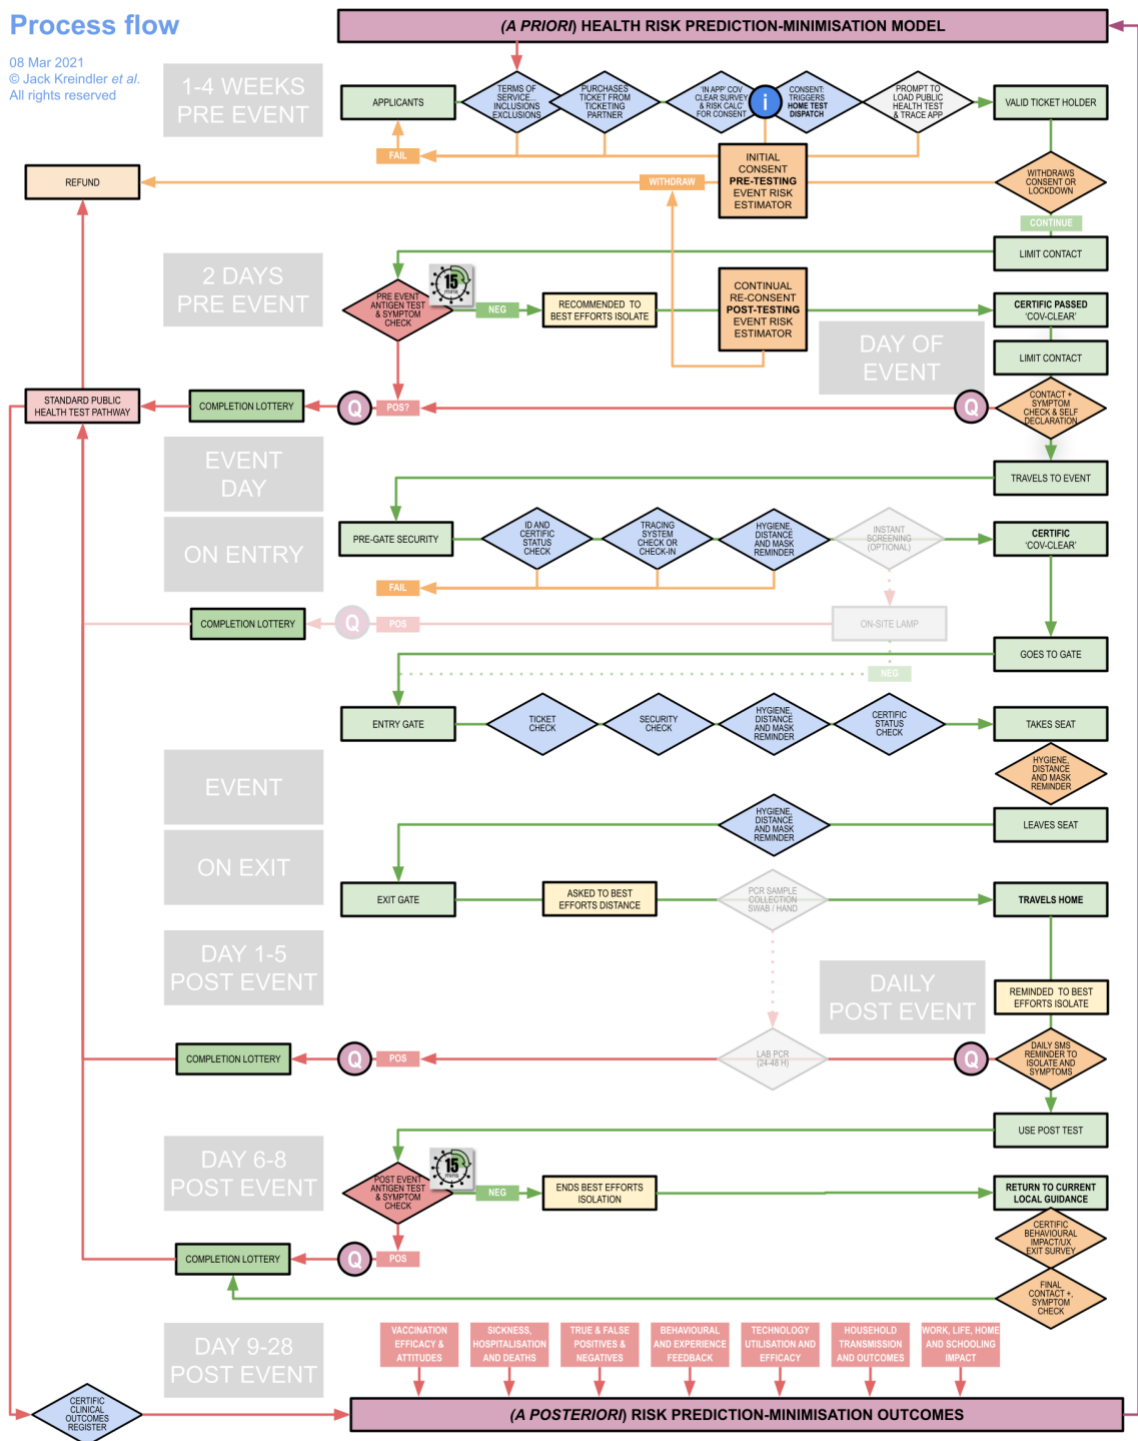 Process flow
08 Mar 2021
© Jack Kreindler et al.
All rights reserved
(A PRIORI) HEALTH RISK PREDICTION-MINIMISATION MODEL
1-4 WEEKS
PRE EVENT
APPLICANTS
TERMS OF
SERVICE...
INCLUSIONS
EXCLUSIONS
PURCHASES
TICKET FROM
TICKETING
PARTNER
'IN APP' COV
CLEAR SURVEY
& RISK CALC'
FOR CONSENT
i
CONSENT:
TRIGGERS
HOME TEST
DISPATCH
PROMPT TO
LOAD PUBLIC
HEALTH TEST
& TRACE APP
VALID TICKET HOLDER
FAIL
INITIAL
CONSENT
PRE-TESTING
EVENT RISK
ESTIMATOR
REFUND
WITHDRAW
WITHDRAWS
CONSENT OR
LOCKDOWN
CONTINUE
LIMIT CONTACT
2 DAYS
PRE EVENT
PRE EVENT
ANTIGEN TEST
& SYMPTOM
CHECK
15
mins
NEG
RECOMMENDED TO
BEST EFFORTS ISOLATE
CONTINUAL
RE-CONSENT
POST-TESTING
EVENT RISK
ESTIMATOR
CERTIFIC PASSED
'COV-CLEAR'
DAY OF
EVENT
LIMIT CONTACT
STANDARD PUBLIC
HEALTH TEST PATHWAY
COMPLETION LOTTERY
Q
POS?
Q
CONTACT +
SYMPTOM
CHECK & SELF
DECLARATION
EVENT
DAY
TRAVELS TO EVENT
ON ENTRY
PRE-GATE SECURITY
ID AND
CERTIFIC
STATUS
CHECK
TRACING
SYSTEM
CHECK OR
CHECK-IN
HYGIENE,
DISTANCE
AND MASK
REMINDER
INSTANT
SCREENING
(OPTIONAL)
CERTIFIC
'COV-CLEAR'
FAIL
COMPLETION LOTTERY
Q
POS
ON-SITE LAMP
GOES TO GATE
NEG
ENTRY GATE
TICKET
CHECK
SECURITY
CHECK
HYGIENE,
DISTANCE
AND MASK
REMINDER
CERTIFIC
STATUS
CHECK
TAKES SEAT
EVENT
HYGIENE,
DISTANCE
AND MASK
REMINDER
HYGIENE,
DISTANCE
AND MASK
REMINDER
LEAVES SEAT
ON EXIT
EXIT GATE
ASKED TO BEST
EFFORTS DISTANCE
PCR SAMPLE
COLLECTION
SWAB / HAND
TRAVELS HOME
DAY 1-5
POST EVENT
DAILY
POST EVENT
REMINDED TO BEST
EFFORTS ISOLATE
COMPLETION LOTTERY
Q
POS
LAB PCR
(24-48 H)
Q
DAILY SMS
REMINDER TO
ISOLATE AND
SYMPTOMS
USE POST TEST
DAY 6-8
POST EVENT
POST EVENT
ANTIGEN TEST
& SYMPTOM
CHECK
15
mins
NEG
ENDS BEST EFFORTS
ISOLATION
RETURN TO CURRENT
LOCAL GUIDANCE
CERTIFIC
BEHAVIOURAL
IMPACT/UX
EXIT SURVEY
COMPLETION LOTTERY
Q
POS
FINAL
CONTACT +,
SYMPTOM
CHECK
DAY 9-28
POST EVENT
VACCINATION
EFFICACY &
ATTITUDES
SICKNESS,
HOSPITALISATION
AND DEATHS
TRUE & FALSE
POSITIVES &
NEGATIVES
BEHAVIOURAL
AND EXPERIENCE
FEEDBACK
TECHNOLOGY
UTILISATION AND
EFFICACY
HOUSEHOLD
TRANSMISSION
AND OUTCOMES
WORK, LIFE, HOME
AND SCHOOLING
IMPACT
CERTIFIC
CLINICAL
OUTCOMES
REGISTER
(A POSTERIORI) RISK PREDICTION-MINIMISATION OUTCOMES